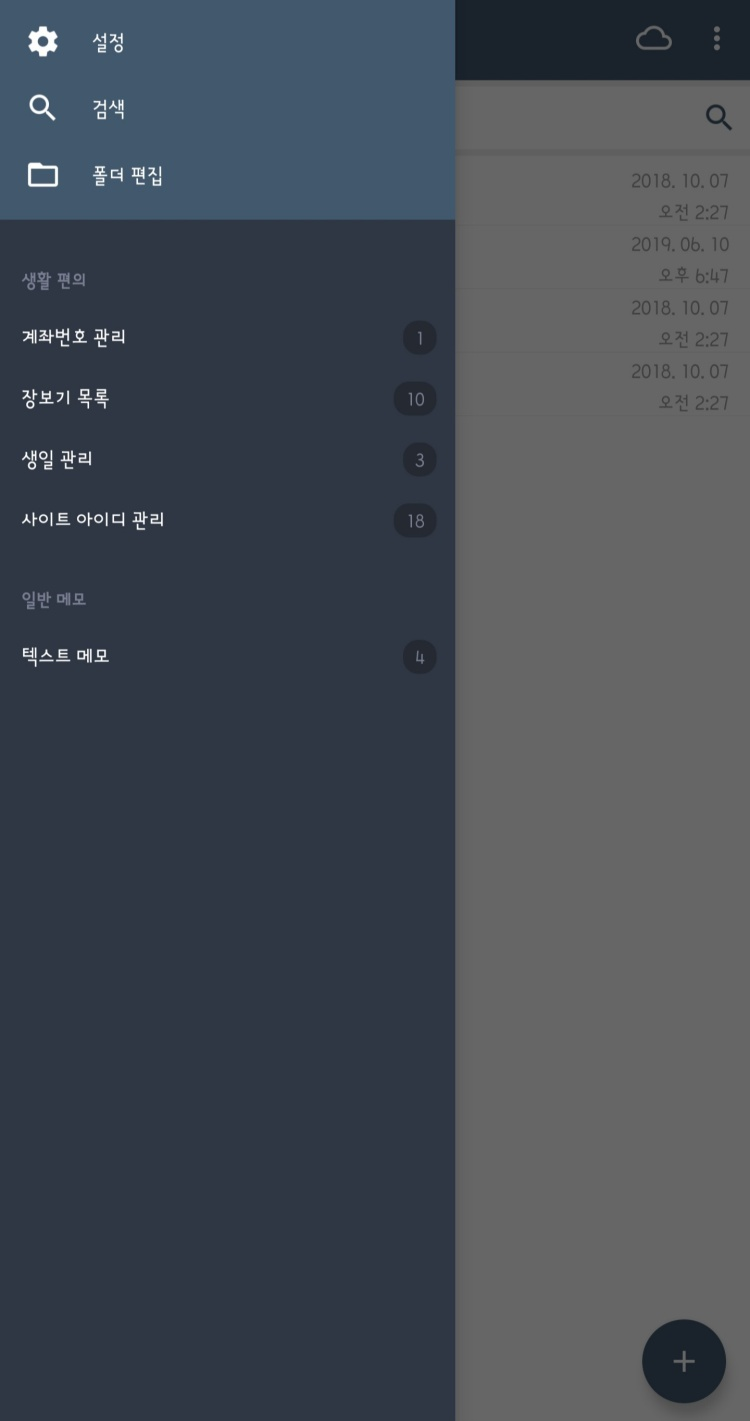 설정
검색
폴더 편집
생활 편의
계좌번호 관리 1
장보기 목록 10
생일 관리 3
사이트 아이디 관리 18
일반 메모
텍스트 메모 4
2018. 10. 07
오전 2:27
2019. 06. 10
오후 6:47
2018. 10. 07
오전 2:27
2018. 10. 07
오전 2:27